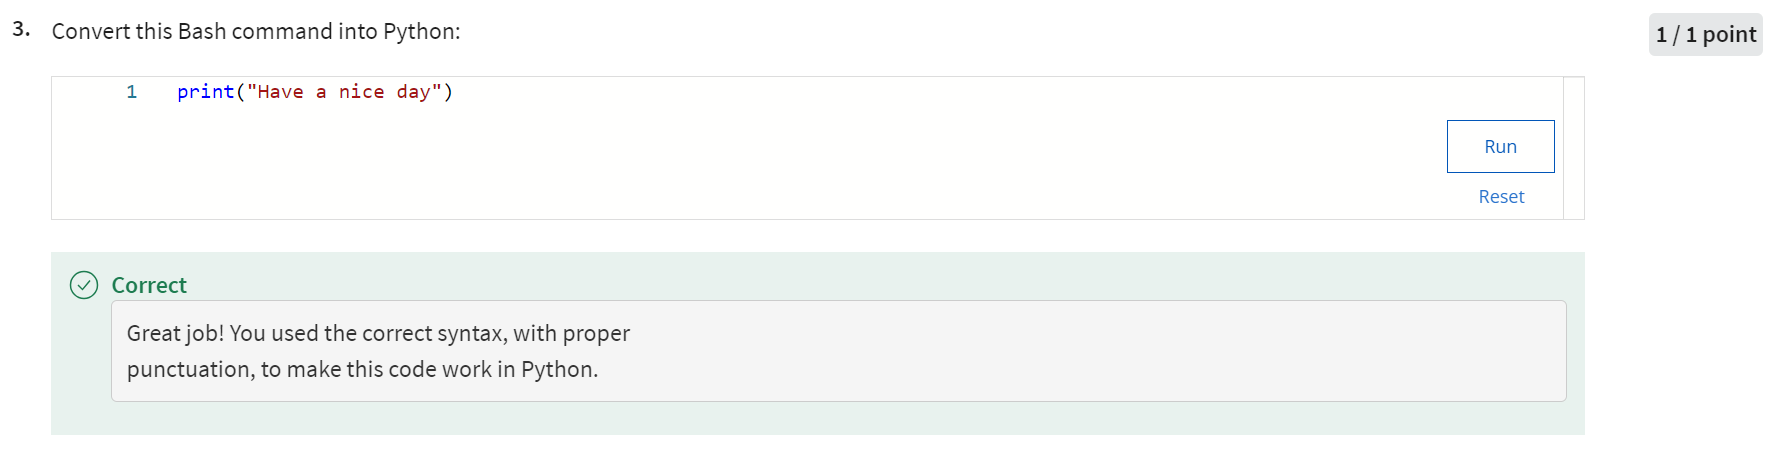 3. Convert this Bash command into Python:
1 / 1 point
1 print("Have a nice day")
Run
Reset
Correct
Great job! You used the correct syntax, with proper
punctuation, to make this code work in Python.